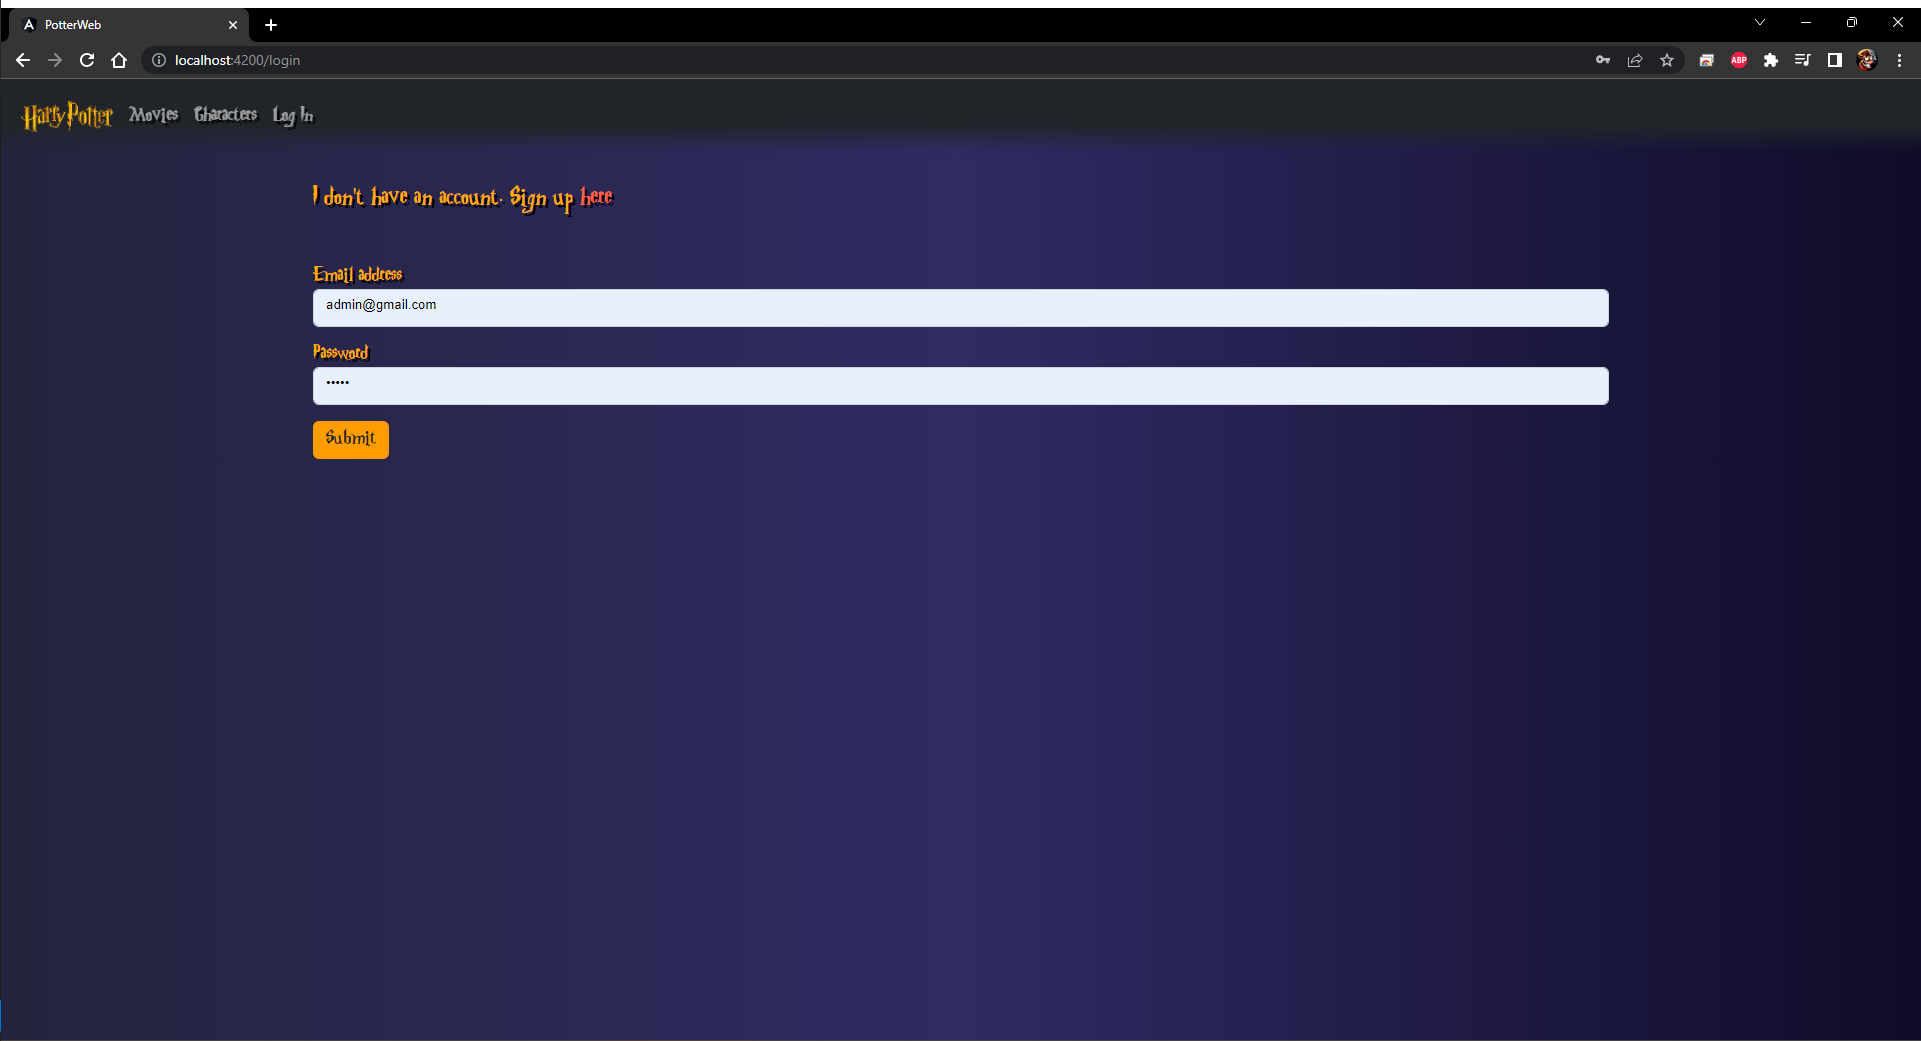 PotterWeb
localhost:4200/login
ABP
Harry Potter Movies Characters Log In
I don't have an account. Sign up here
Email address
admin@gmail.com
Password
•••••
Submit